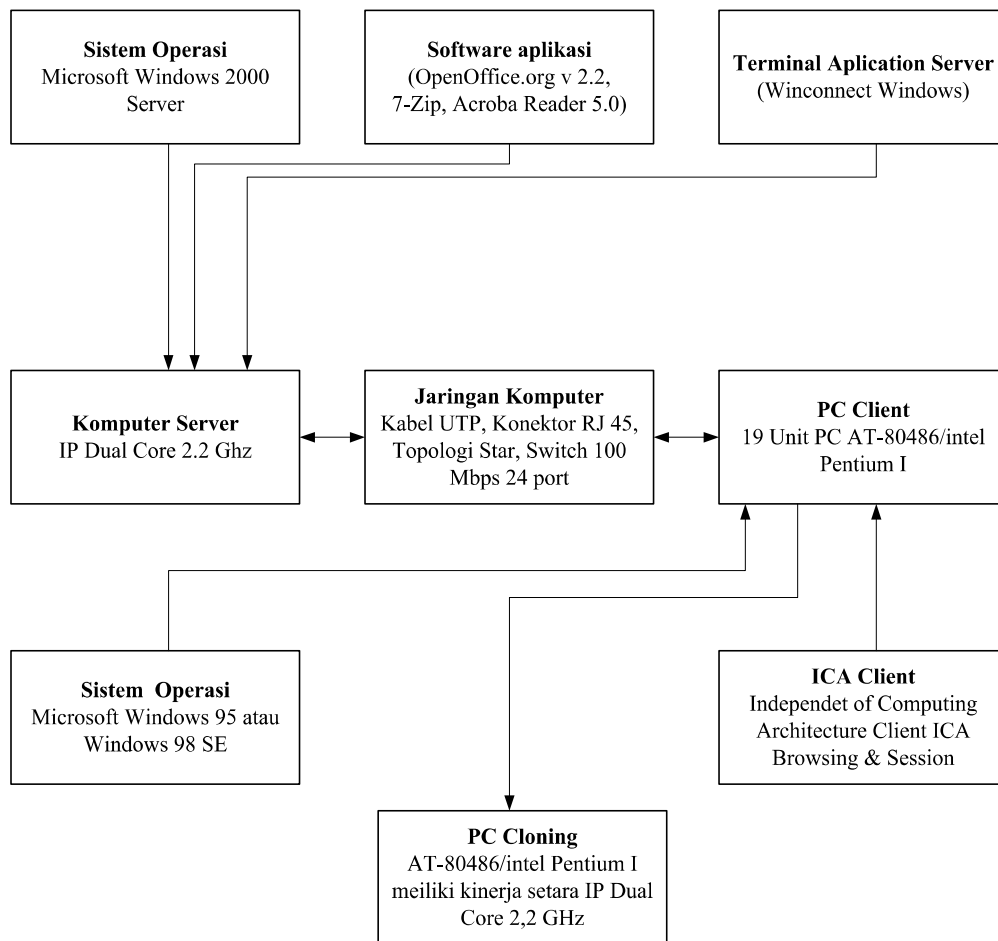 Sistem Operasi
Microsoft Windows 2000
Server
Software aplikasi
(OpenOffice.org v 2.2,
7-Zip, Acroba Reader 5.0)
Terminal Aplication Server
(Winconnect Windows)
Komputer Server
IP Dual Core 2.2 Ghz
Jaringan Komputer
Kabel UTP, Konektor RJ 45,
Topologi Star, Switch 100
Mbps 24 port
PC Client
19 Unit PC AT-80486/intel
Pentium I
Sistem  Operasi
Microsoft Windows 95 atau
Windows 98 SE
ICA Client
Independet of Computing
Architecture Client ICA
Browsing & Session
PC Cloning
AT-80486/intel Pentium I
meiliki kinerja setara IP Dual
Core 2,2 GHz